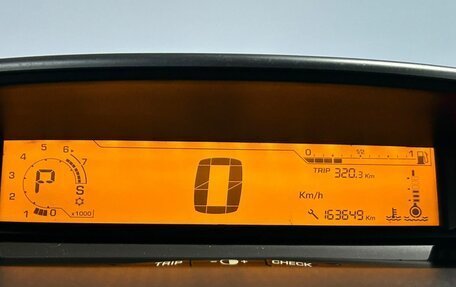 4 5 6 7
3 P S
2
1 0 x1000
0
0 1/2 1
TRIP 320.3 Km
Km/h
163649 Km
TRIP - + CHECK